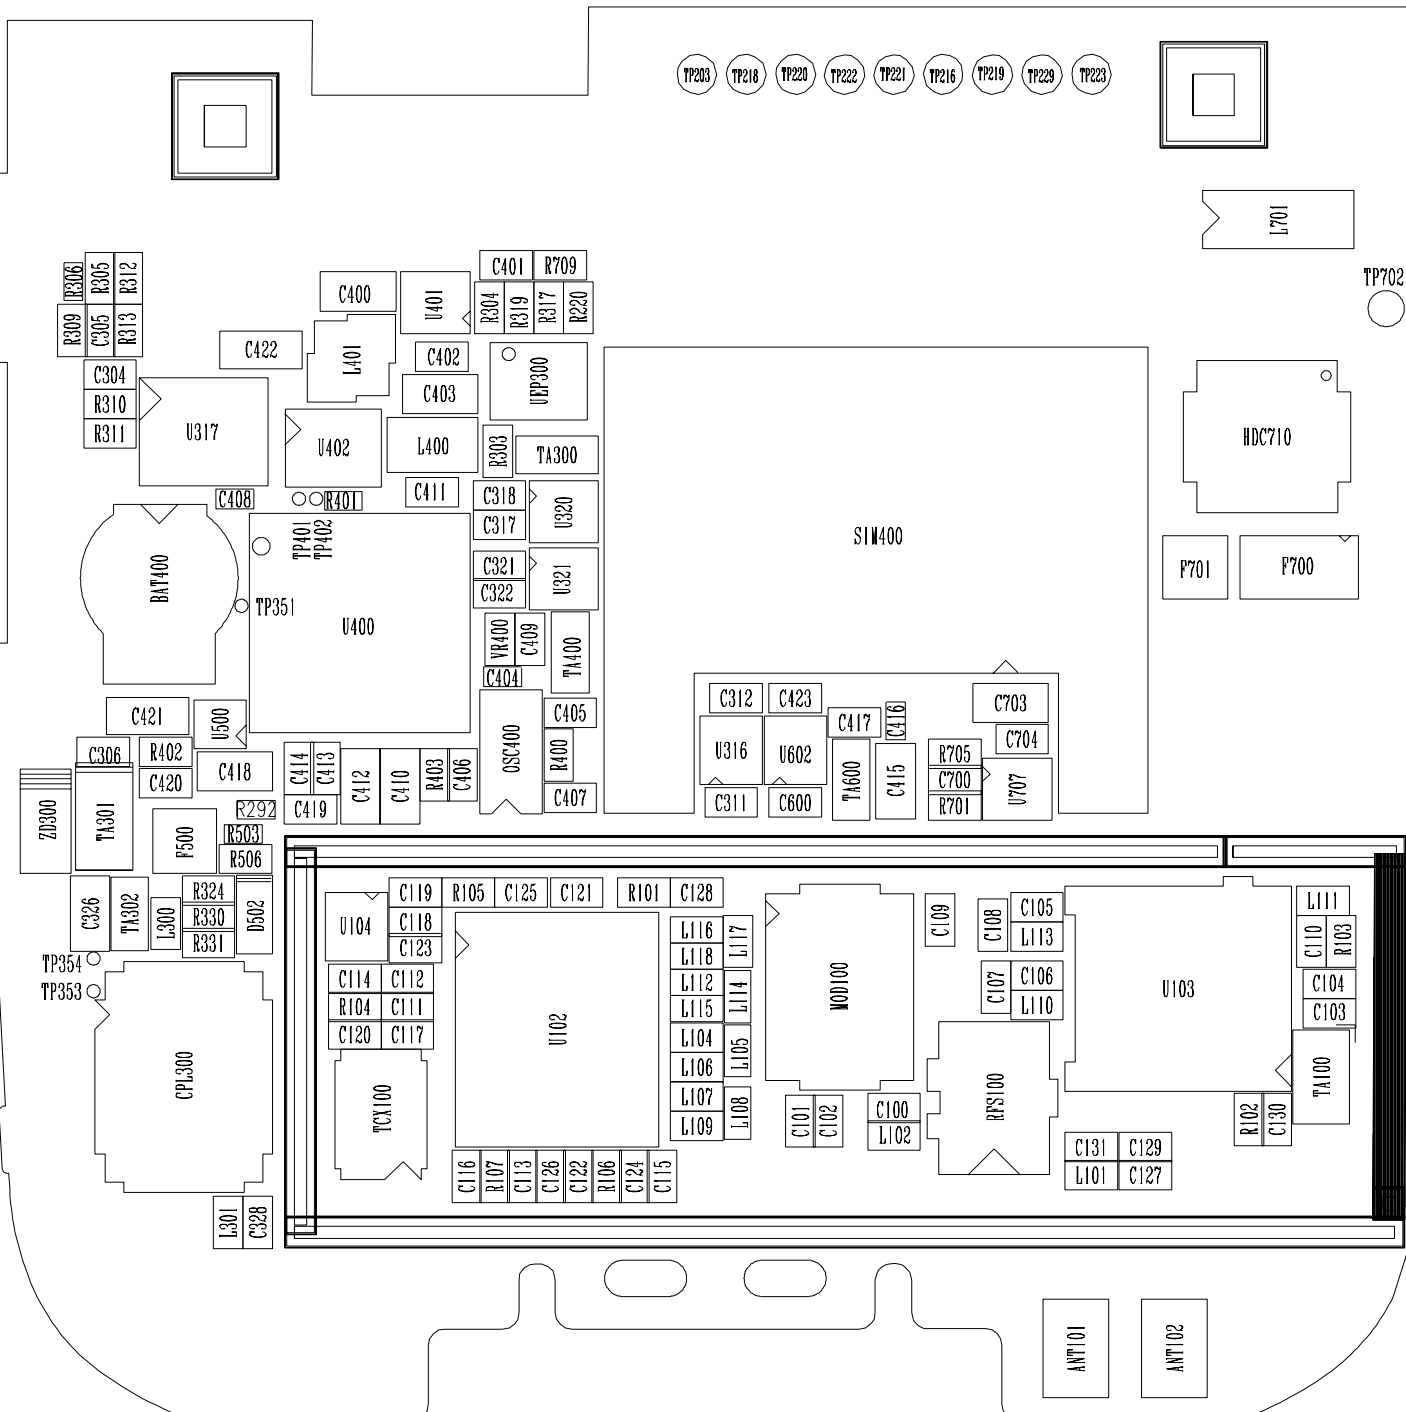 TP203 TP218 TP220 TP222 TP221 TP216 TP219 TP229 TP223
L701
TP702
R306 R305 R312
C401 R709
R309 C305 R313
C400 U401
R304 R319 R317 R220
C422 L401 C402
UEP300
C304
C403
R310
R311
U317
U402
L400
R303
TA300
HDC710
C408
R401
C411
C318
C317
U320
TP401
TP402
SIM400
C321
C322
U321
F701 F700
BAT400
TP351
U400
VR400 C409
TA400
C404
C421
U500
OSC400
C405
R400
C407
C312 C423
C417 C416
C703
C704
C306
R402
C420
C418
C414 C413
C412 C410
R403 C406
U316 U602
TA600 C415
R705
C700
R701
U707
C311 C600
ZD300
TA301
R292
C419
F500
R503
R506
C326 TA302 L300
R324
R330
R331
D502
TP354
TP353
CPL300
L301 C328
U104
C119 R105 C125 C121 R101 C128
C118
C123
C114 C112
R104 C111
C120 C117
TCX100
U102
L116
L118
L117
L112
L115
L114
L104
L106
L105
L107
L109
L108
C116 R107 C113 C126 C122 R106 C124 C115
MOD100
C109
C108
C105
L113
C107
C106
L110
U103
L111
C110 R103
C104
C103
TA100
RFS100
C101 C102
C100
L102
R102 C130
C131 C129
L101 C127
ANT101 ANT102